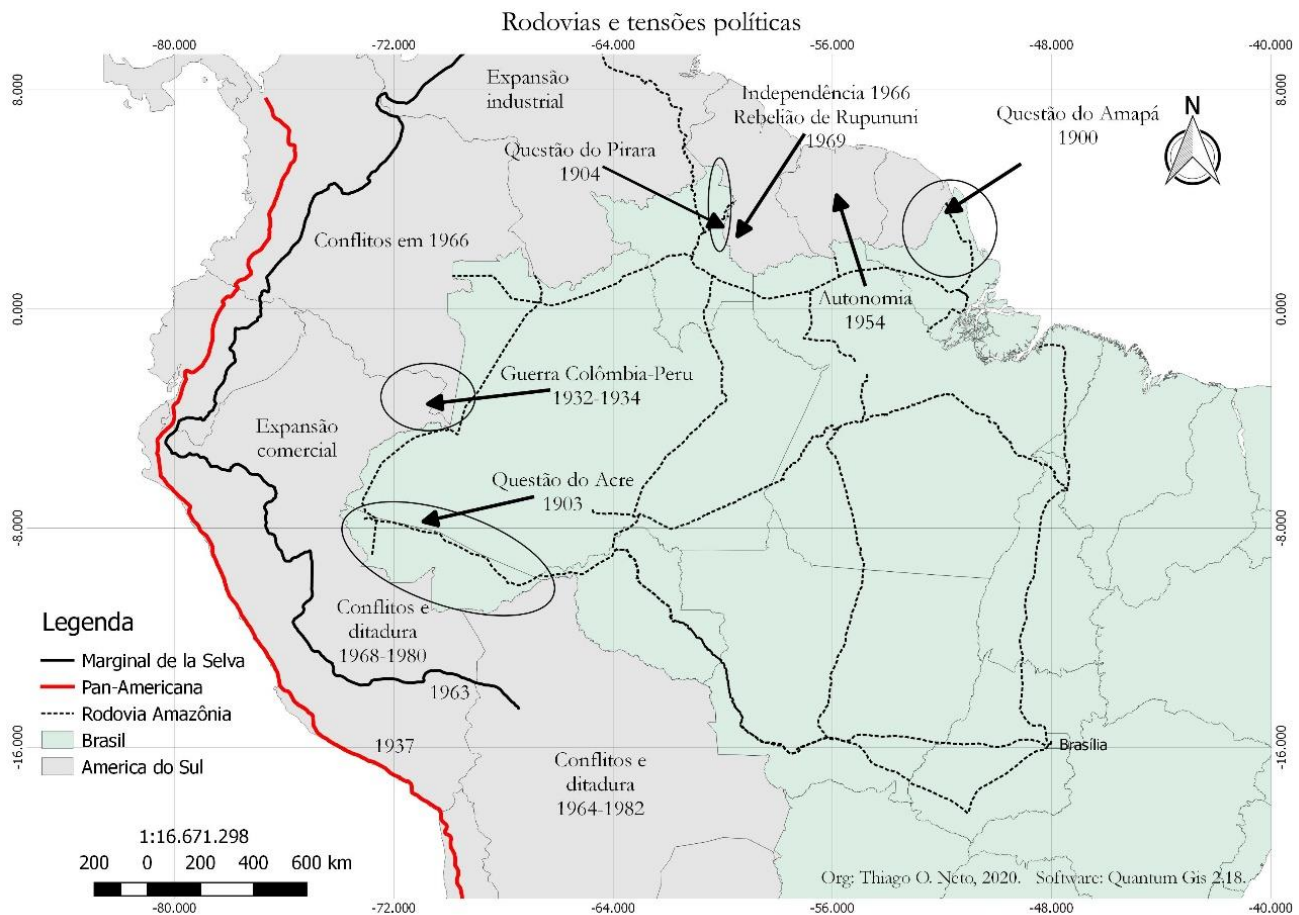 Rodovias e tensões políticas
-80.000 -72.000 -64.000 -56.000 -48.000 -40.000
8.000 8.000
Expansão
industrial
Independência 1966
Rebelião de Rupununi
1969
Questão do Amapá
1900
N
Questão do Pirara
1904
Conflitos em 1966
Autonomia
1954
0.000 0.000
Guerra Colômbia-Peru
1932-1934
Expansão
comercial
Questão do Acre
1903
-8.000 -8.000
Conflitos e
ditadura
1968-1980
1963
1937
-16.000 -16.000
Brasília
Conflitos e
ditadura
1964-1982
Legenda
Marginal de la Selva
Pan-Americana
Rodovia Amazônia
Brasil
America do Sul
1:16.671.298
200 0 200 400 600 km
Org: Thiago O. Neto, 2020. Software: Quantum Gis 2.18.
-80.000 -72.000 -64.000 -56.000 -48.000 -40.000